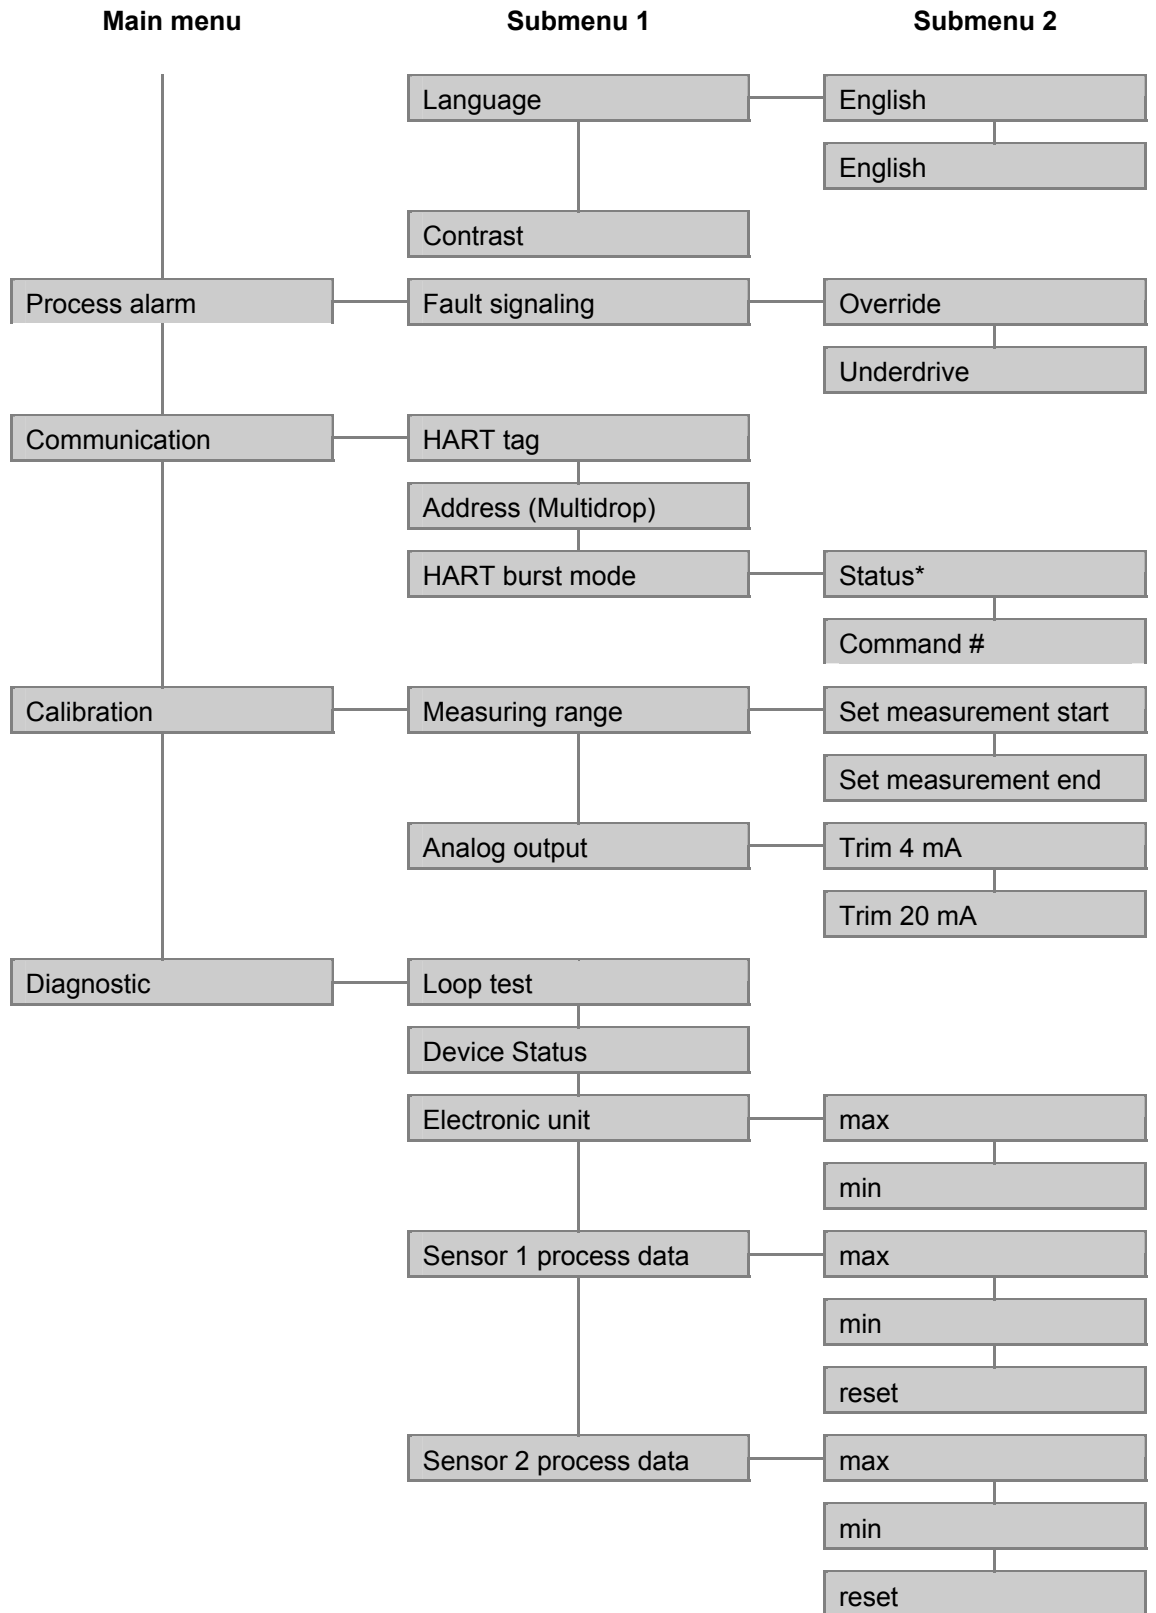 Main menu Submenu 1 Submenu 2
Language English
English
Contrast
Process alarm Fault signaling Override
Underdrive
Communication HART tag
Address (Multidrop)
HART burst mode Status*
Command #
Calibration Measuring range Set measurement start
Set measurement end
Analog output Trim 4 mA
Trim 20 mA
Diagnostic Loop test
Device Status
Electronic unit max
min
Sensor 1 process data max
min
reset
Sensor 2 process data max
min
reset